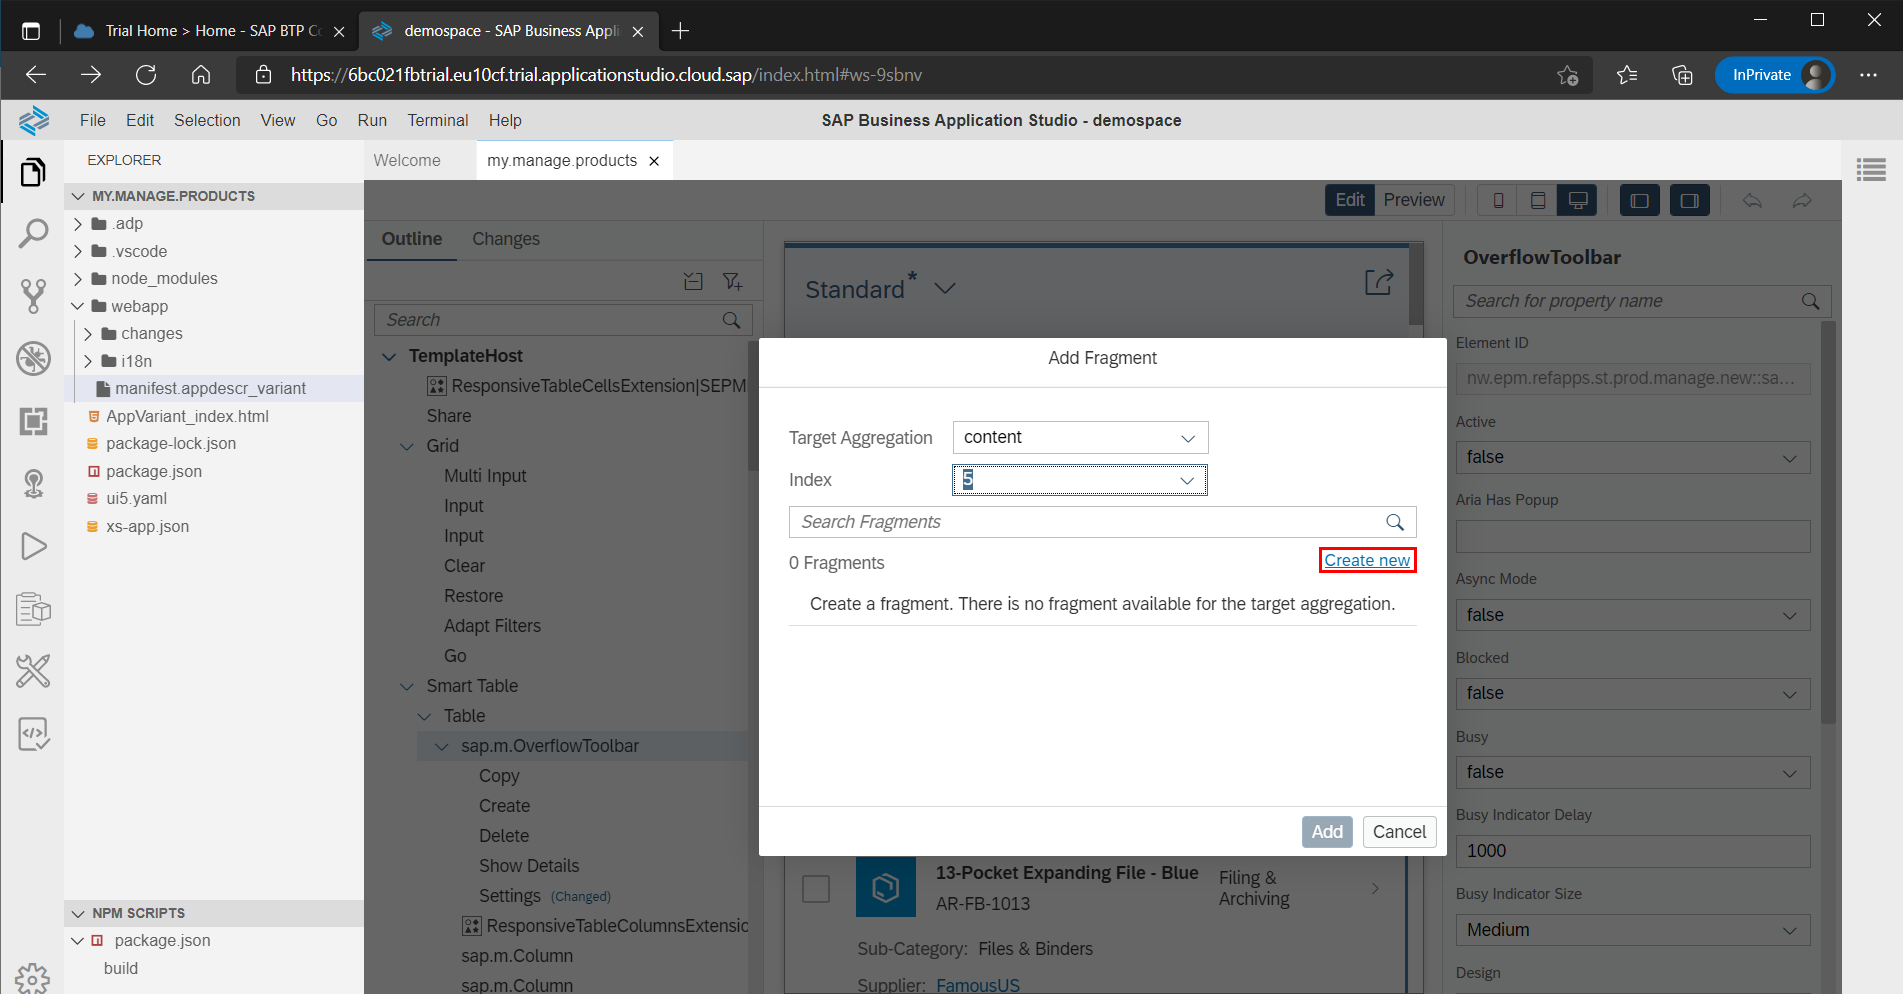 Trial Home > Home - SAP BTP Co
demospace - SAP Business Appli
https://6bc021fbtrial.eu10cf.trial.applicationstudio.cloud.sap/index.html#ws-9sbnv
InPrivate
File Edit Selection View Go Run Terminal Help
SAP Business Application Studio - demospace
EXPLORER
MY.MANAGE.PRODUCTS
.adp
.vscode
node_modules
webapp
changes
i18n
manifest.appdescr_variant
AppVariant_index.html
package-lock.json
package.json
ui5.yaml
xs-app.json
NPM SCRIPTS
package.json
build
Welcome
my.manage.products
Edit Preview
Outline Changes
Search
TemplateHost
ResponsiveTableCellsExtension|SEPM
Share
Grid
Multi Input
Input
Input
Clear
Restore
Adapt Filters
Go
Smart Table
Table
sap.m.OverflowToolbar
Copy
Create
Delete
Show Details
Settings (Changed)
ResponsiveTableColumnsExtensio
sap.m.Column
sap.m.Column
Standard*
Add Fragment
Target Aggregation content
Index 5
Search Fragments
0 Fragments Create new
Create a fragment. There is no fragment available for the target aggregation.
Add Cancel
13-Pocket Expanding File - Blue
AR-FB-1013
Filing &
Archiving
Sub-Category: Files & Binders
Supplier: FamousUS
OverflowToolbar
Search for property name
Element ID
nw.epm.refapps.st.prod.manage.new::sa...
Active
false
Aria Has Popup
Async Mode
false
Blocked
false
Busy
false
Busy Indicator Delay
1000
Busy Indicator Size
Medium
Design